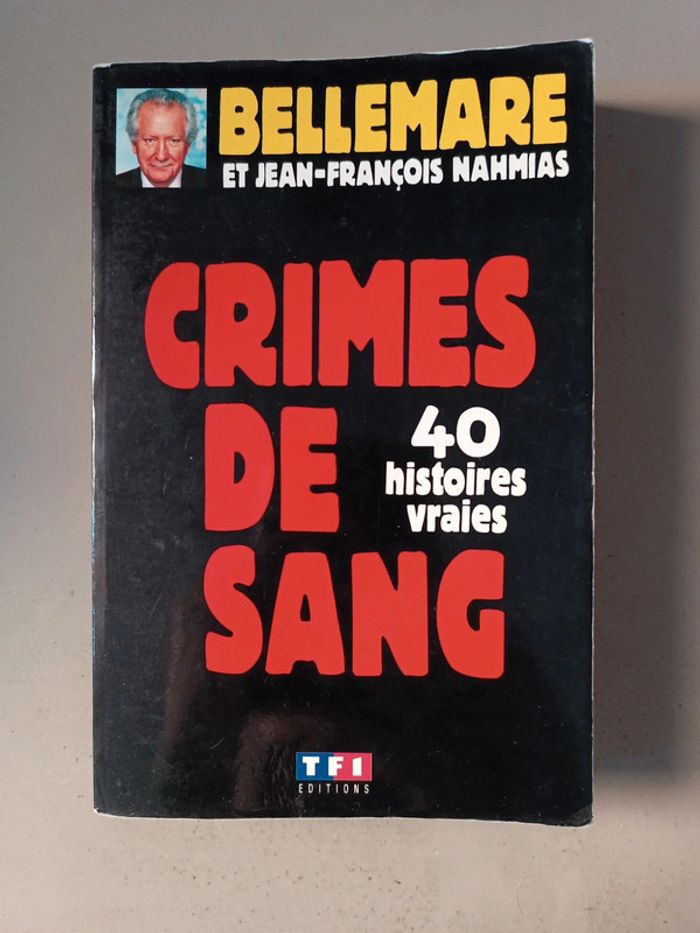 BELLEMARE
ET JEAN-FRANÇOIS NAHMIAS
CRIMES
DE
SANG
40
histoires
vraies
TF1
EDITIONS